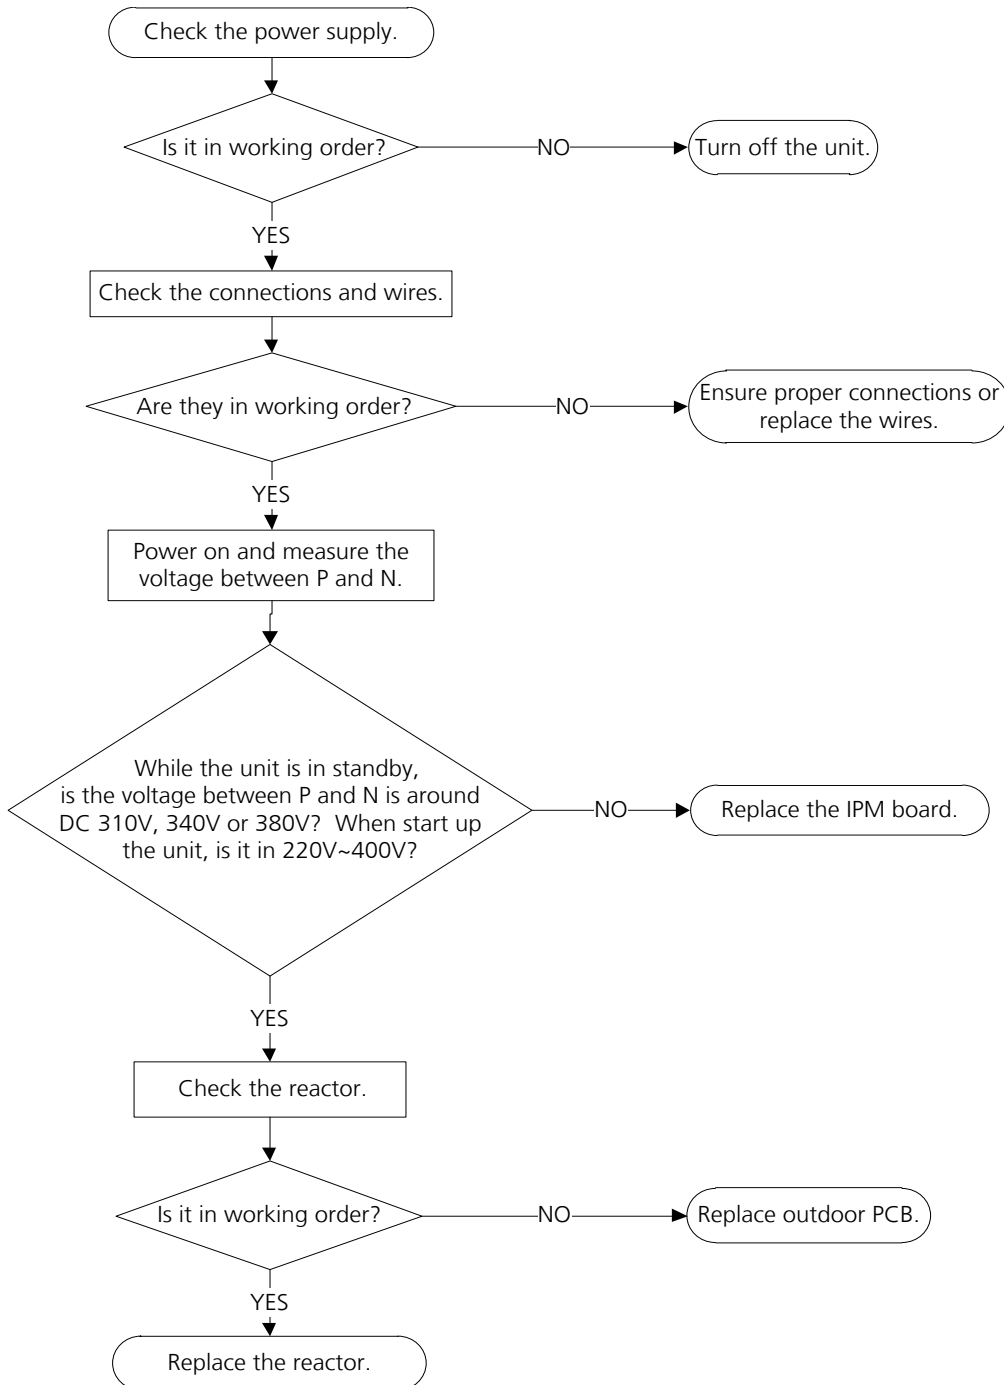 Check the power supply.
Is it in working order?
NO
Turn off the unit.
YES
Check the connections and wires.
Are they in working order?
NO
Ensure proper connections or
replace the wires.
YES
Power on and measure the
voltage between P and N.
While the unit is in standby,
is the voltage between P and N is around
DC 310V, 340V or 380V?  When start up
the unit, is it in 220V~400V?
NO
Replace the IPM board.
YES
Check the reactor.
Is it in working order?
NO
Replace outdoor PCB.
YES
Replace the reactor.